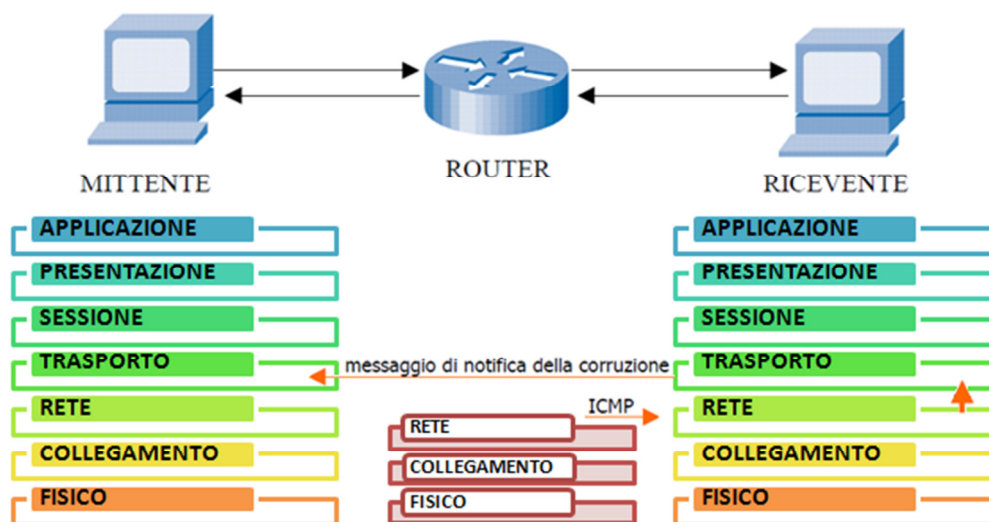 MITTENTE
ROUTER
RICEVENTE
APPLICAZIONE
PRESENTAZIONE
SESSIONE
TRASPORTO
RETE
COLLEGAMENTO
FISICO
messaggio di notifica della corruzione
ICMP
RETE
COLLEGAMENTO
FISICO
APPLICAZIONE
PRESENTAZIONE
SESSIONE
TRASPORTO
RETE
COLLEGAMENTO
FISICO